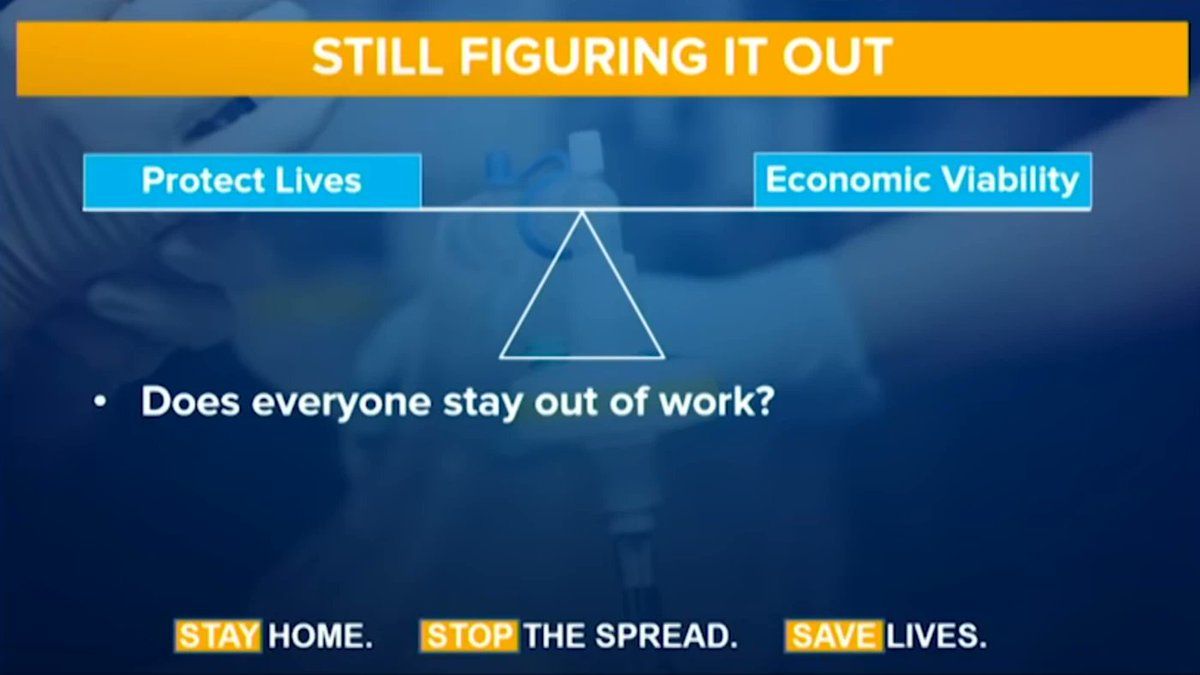 STILL FIGURING IT OUT
Protect Lives Economic Viability
• Does everyone stay out of work?
STAY HOME. STOP THE SPREAD. SAVE LIVES.